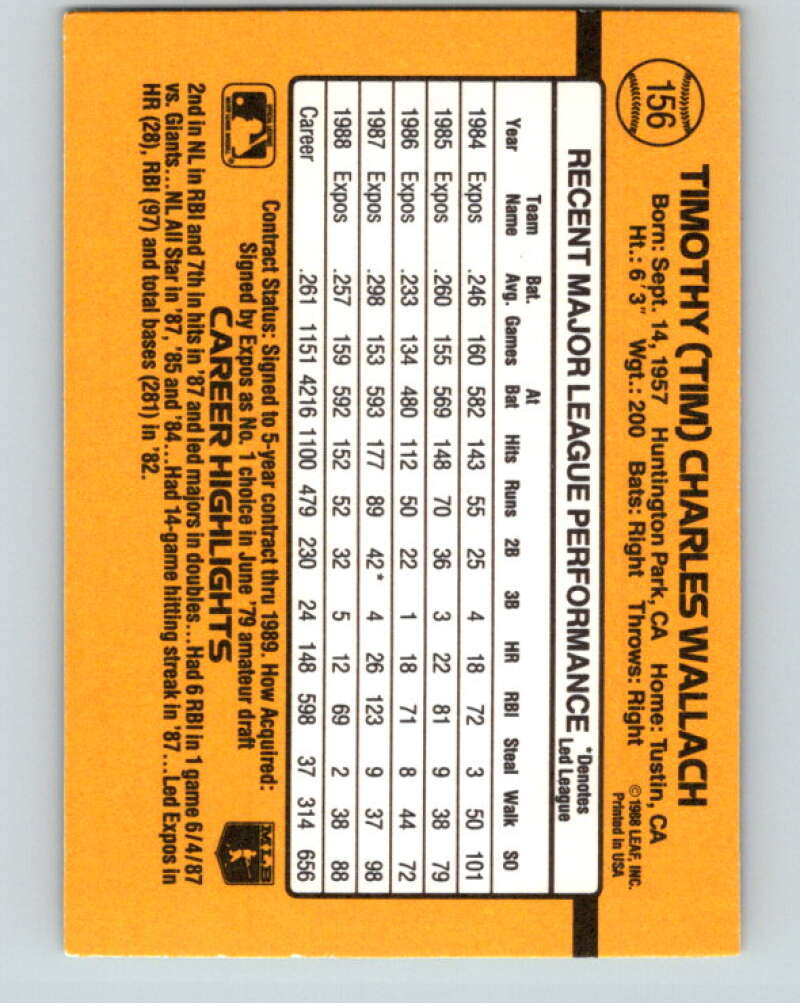 156
TIMOTHY (TIM) CHARLES WALLACH
Born: Sept. 14, 1957 Huntington Park, CA Home: Tustin, CA
Ht.: 6'3" Wgt.: 200 Bats: Right Throws: Right
© 1988 LEAF, INC.
Printed in USA
RECENT MAJOR LEAGUE PERFORMANCE
*Denotes
Led League
Team Bat. At
Year Name Avg. Games Bat Hits Runs 2B 3B HR RBI Steal Walk SO
1984 Expos .246 160 582 143 55 25 4 18 72 3 50 101
1985 Expos .260 155 569 148 70 36 3 22 81 9 38 79
1986 Expos .233 134 480 112 50 22 1 18 71 8 44 72
1987 Expos .298 153 593 177 89 42* 4 26 123 9 37 98
1988 Expos .257 159 592 152 52 32 5 12 69 2 38 88
Career .261 1151 4216 1100 479 230 24 148 598 37 314 656
Contract Status: Signed to 5-year contract thru 1989. How Acquired:
Signed by Expos as No. 1 choice in June '79 amateur draft
MLB
CAREER HIGHLIGHTS
2nd in NL in RBI and 7th in hits in '87 and led majors in doubles...Had 6 RBI in 1 game 6/4/87
vs. Giants...NL All Star in '87, '85 and '84...Had 14-game hitting streak in '87...Led Expos in
HR (28), RBI (97) and total bases (281) in '82.